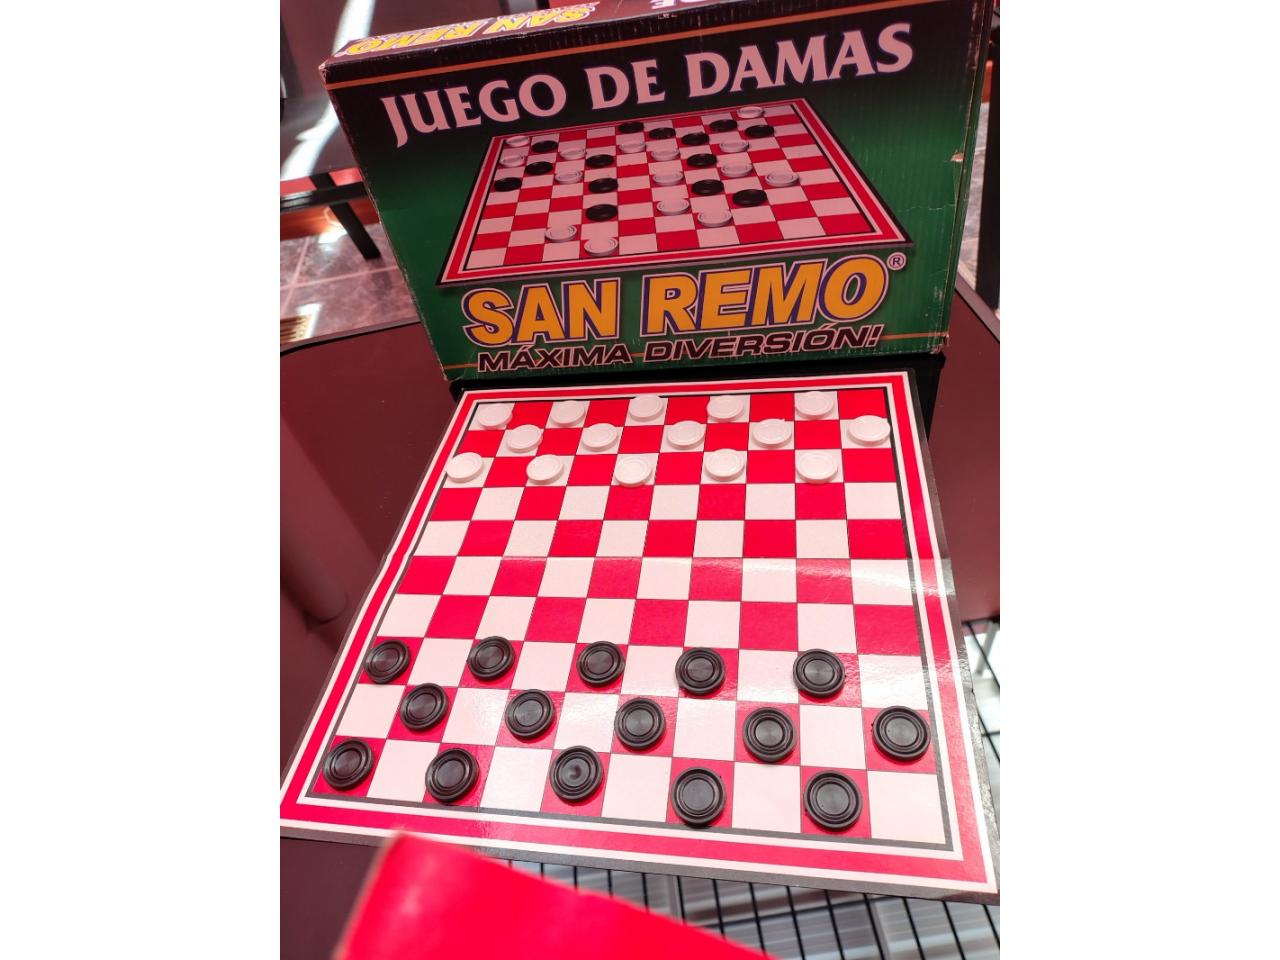 SAN REMO
JUEGO DE DAMAS
SAN REMO®
MÁXIMA DIVERSIÓN!